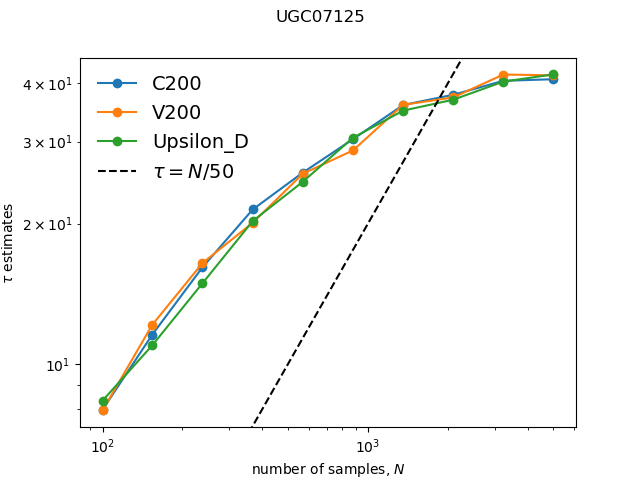 UGC07125
C200
V200
Upsilon_D
τ = N/50
4 × 10¹
3 × 10¹
2 × 10¹
10¹
τ estimates
10² 10³
number of samples, N